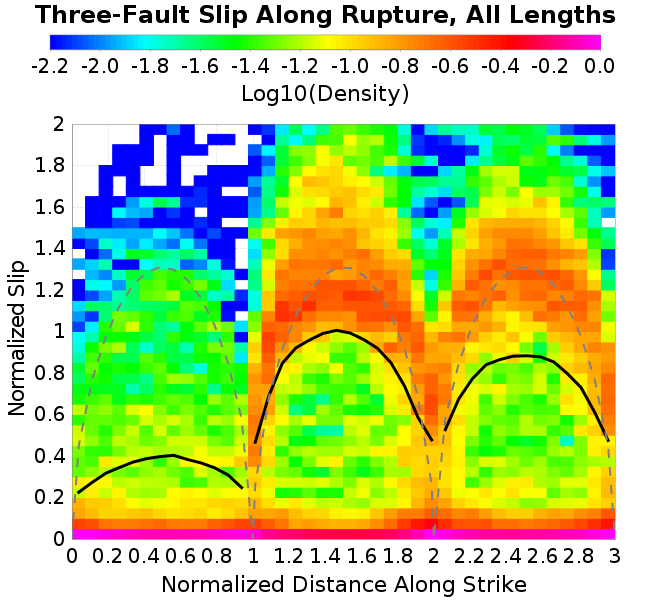 Three-Fault Slip Along Rupture, All Lengths
-2.2 -2.0 -1.8 -1.6 -1.4 -1.2 -1.0 -0.8 -0.6 -0.4 -0.2 0.0
Log10(Density)
2
1.8
1.6
1.4
1.2
1
0.8
0.6
0.4
0.2
0
Normalized Slip
0 0.2 0.4 0.6 0.8 1 1.2 1.4 1.6 1.8 2 2.2 2.4 2.6 2.8 3
Normalized Distance Along Strike